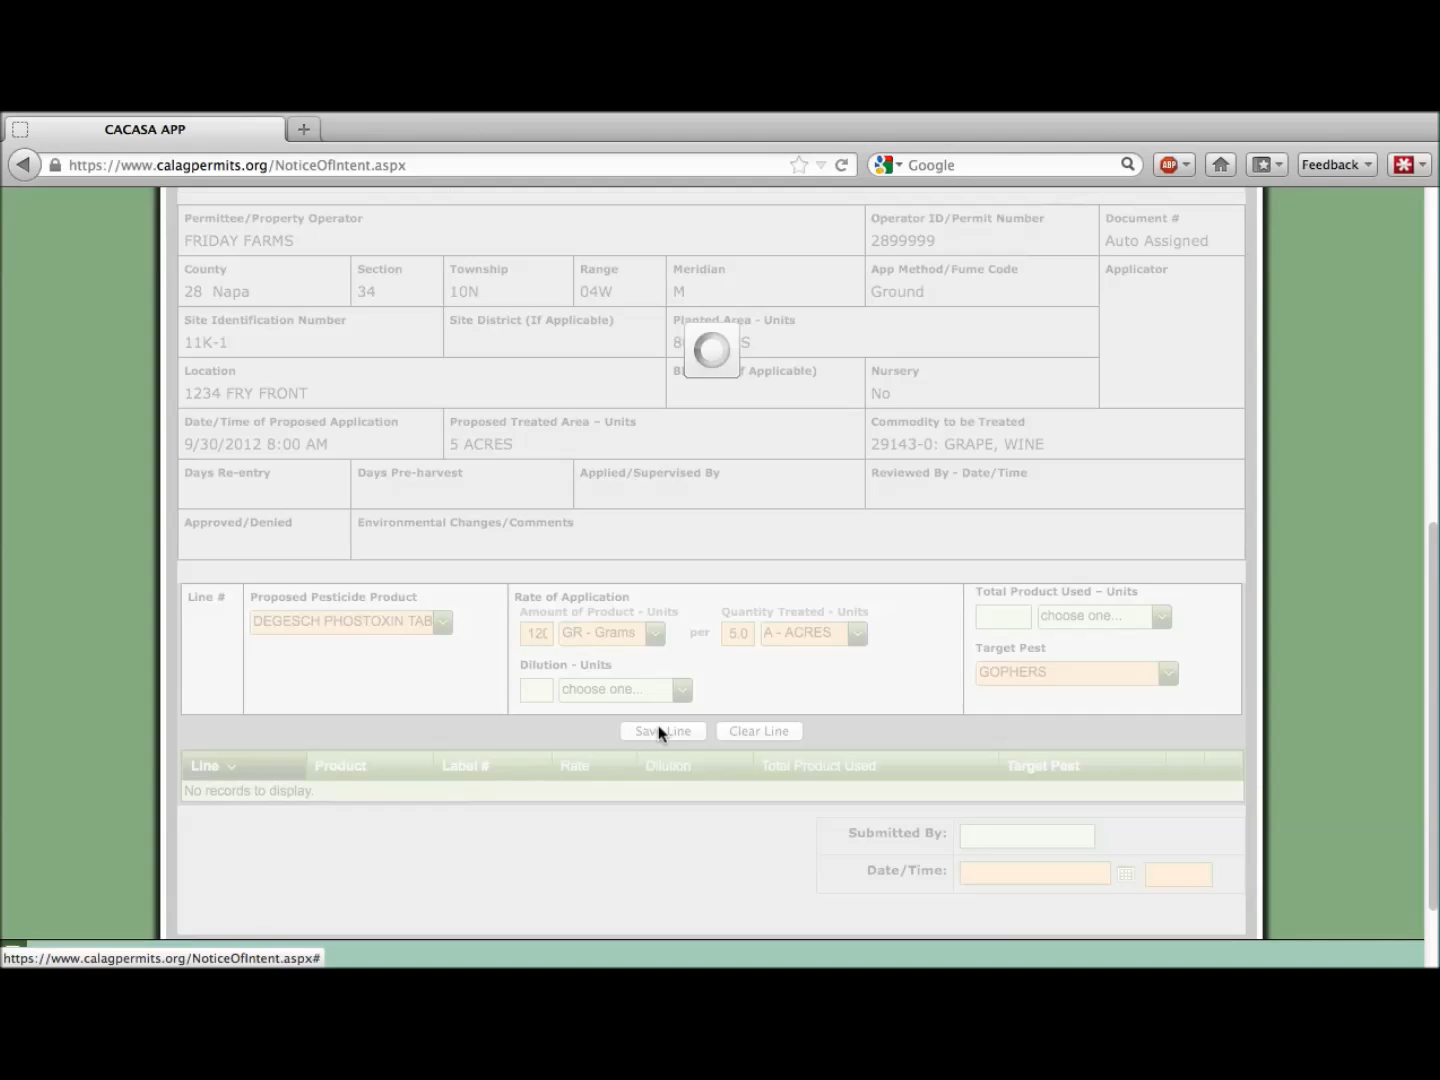 CACASA APP
https://www.calagpermits.org/NoticeOfIntent.aspx
Google
ABP
Feedback
Permittee/Property Operator
FRIDAY FARMS
Operator ID/Permit Number
2899999
Document #
Auto Assigned
County
28 Napa
Section
34
Township
10N
Range
04W
Meridian
M
App Method/Fume Code
Ground
Applicator
Site Identification Number
11K-1
Site District (If Applicable)
Planted Area - Units
8 S
Location
1234 FRY FRONT
If Applicable)
Nursery
No
Date/Time of Proposed Application
9/30/2012 8:00 AM
Proposed Treated Area - Units
5 ACRES
Commodity to be Treated
29143-0: GRAPE, WINE
Days Re-entry
Days Pre-harvest
Applied/Supervised By
Reviewed By - Date/Time
Approved/Denied
Environmental Changes/Comments
Line #
Proposed Pesticide Product
DEGESCH PHOSTOXIN TAB
Rate of Application
Amount of Product - Units
120 GR - Grams
per
Quantity Treated - Units
5.0 A - ACRES
Dilution - Units
choose one...
Total Product Used - Units
choose one...
Target Pest
GOPHERS
Save Line
Clear Line
Line Product Label # Rate Dilution Total Product Used Target Pest
No records to display.
Submitted By:
Date/Time:
https://www.calagpermits.org/NoticeOfIntent.aspx#